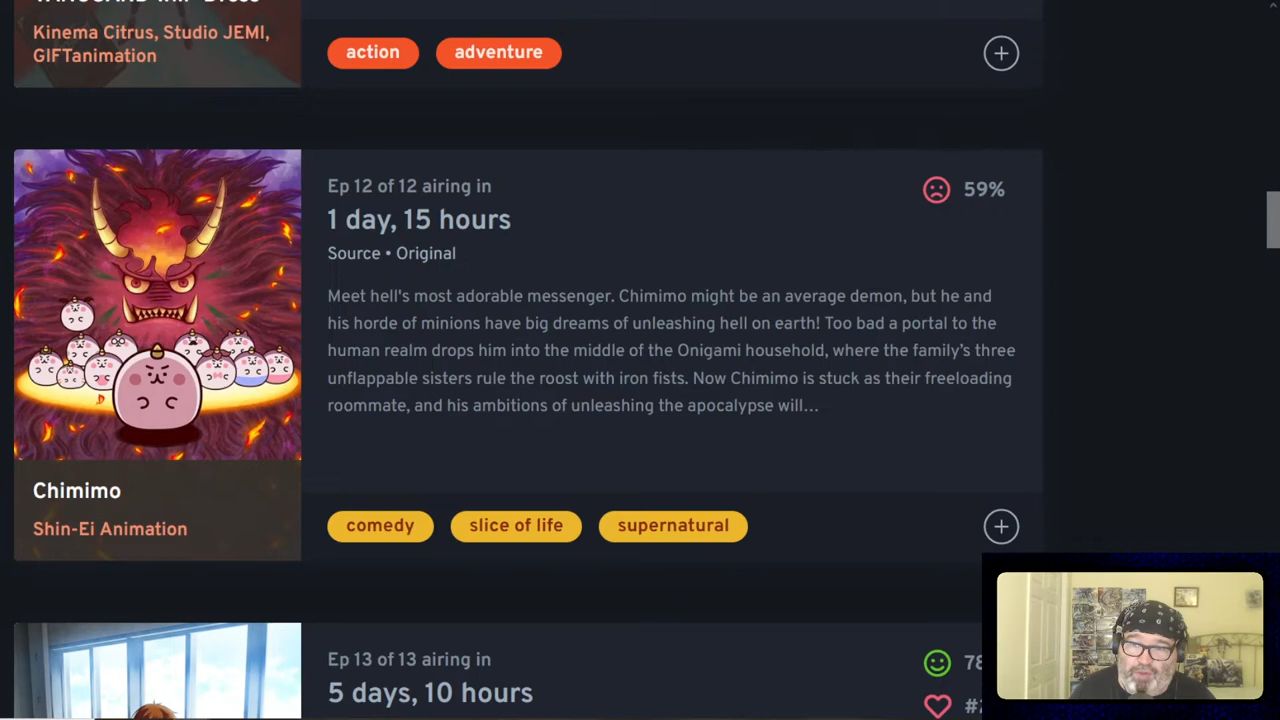 Kinema Citrus, Studio JEMI,
GIFTanimation
action
adventure
Ep 12 of 12 airing in
59%
1 day, 15 hours
Source • Original
Meet hell's most adorable messenger. Chimimo might be an average demon, but he and
his horde of minions have big dreams of unleashing hell on earth! Too bad a portal to the
human realm drops him into the middle of the Onigami household, where the family’s three
unflappable sisters rule the roost with iron fists. Now Chimimo is stuck as their freeloading
roommate, and his ambitions of unleashing the apocalypse will…
Chimimo
Shin-Ei Animation
comedy
slice of life
supernatural
Ep 13 of 13 airing in
78
5 days, 10 hours